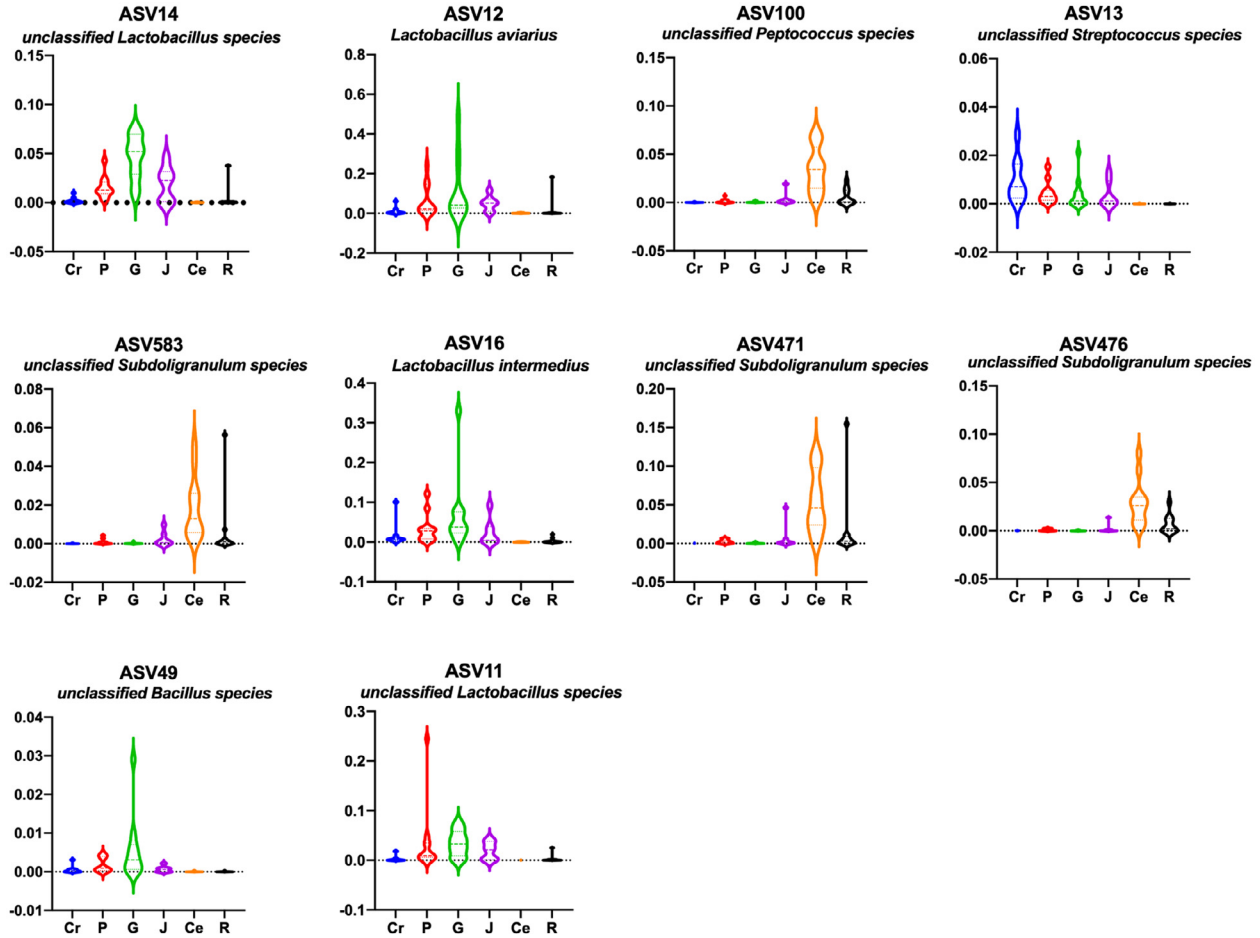 ASV14
unclassified Lactobacillus species
0.15
0.10
0.05
0.00
-0.05
Cr P G J Ce R
ASV12
Lactobacillus aviarius
0.8
0.6
0.4
0.2
0.0
-0.2
Cr P G J Ce R
ASV100
unclassified Peptococcus species
0.15
0.10
0.05
0.00
-0.05
Cr P G J Ce R
ASV13
unclassified Streptococcus species
0.06
0.04
0.02
0.00
-0.02
Cr P G J Ce R
ASV583
unclassified Subdoligranulum species
0.08
0.06
0.04
0.02
0.00
-0.02
Cr P G J Ce R
ASV16
Lactobacillus intermedius
0.4
0.3
0.2
0.1
0.0
-0.1
Cr P G J Ce R
ASV471
unclassified Subdoligranulum species
0.20
0.15
0.10
0.05
0.00
-0.05
Cr P G J Ce R
ASV476
unclassified Subdoligranulum species
0.15
0.10
0.05
0.00
-0.05
Cr P G J Ce R
ASV49
unclassified Bacillus species
0.04
0.03
0.02
0.01
0.00
-0.01
Cr P G J Ce R
ASV11
unclassified Lactobacillus species
0.3
0.2
0.1
0.0
-0.1
Cr P G J Ce R